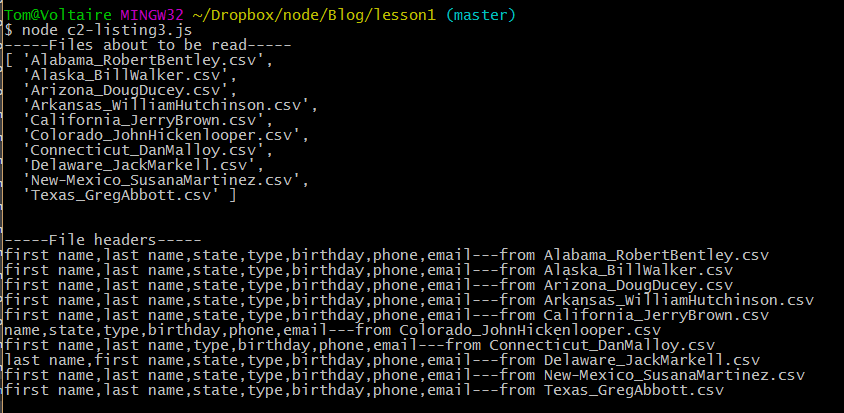 Tom@Voltaire MINGW32 ~/Dropbox/node/Blog/lesson1 (master)
$ node c2-listing3.js
-----Files about to be read-----
[ 'Alabama_RobertBentley.csv',
  'Alaska_BillWalker.csv',
  'Arizona_DougDucey.csv',
  'Arkansas_WilliamHutchinson.csv',
  'California_JerryBrown.csv',
  'Colorado_JohnHickenlooper.csv',
  'Connecticut_DanMalloy.csv',
  'Delaware_JackMarkell.csv',
  'New-Mexico_SusanaMartinez.csv',
  'Texas_GregAbbott.csv' ]
-----File headers-----
first name,last name,state,type,birthday,phone,email---from Alabama_RobertBentley.csv
first name,last name,state,type,birthday,phone,email---from Alaska_BillWalker.csv
first name,last name,state,type,birthday,phone,email---from Arizona_DougDucey.csv
first name,last name,state,type,birthday,phone,email---from Arkansas_WilliamHutchinson.csv
first name,last name,state,type,birthday,phone,email---from California_JerryBrown.csv
name,state,type,birthday,phone,email---from Colorado_JohnHickenlooper.csv
first name,last name,type,birthday,phone,email---from Connecticut_DanMalloy.csv
last name,first name,state,type,birthday,phone,email---from Delaware_JackMarkell.csv
first name,last name,state,type,birthday,phone,email---from New-Mexico_SusanaMartinez.csv
first name,last name,state,type,birthday,phone,email---from Texas_GregAbbott.csv